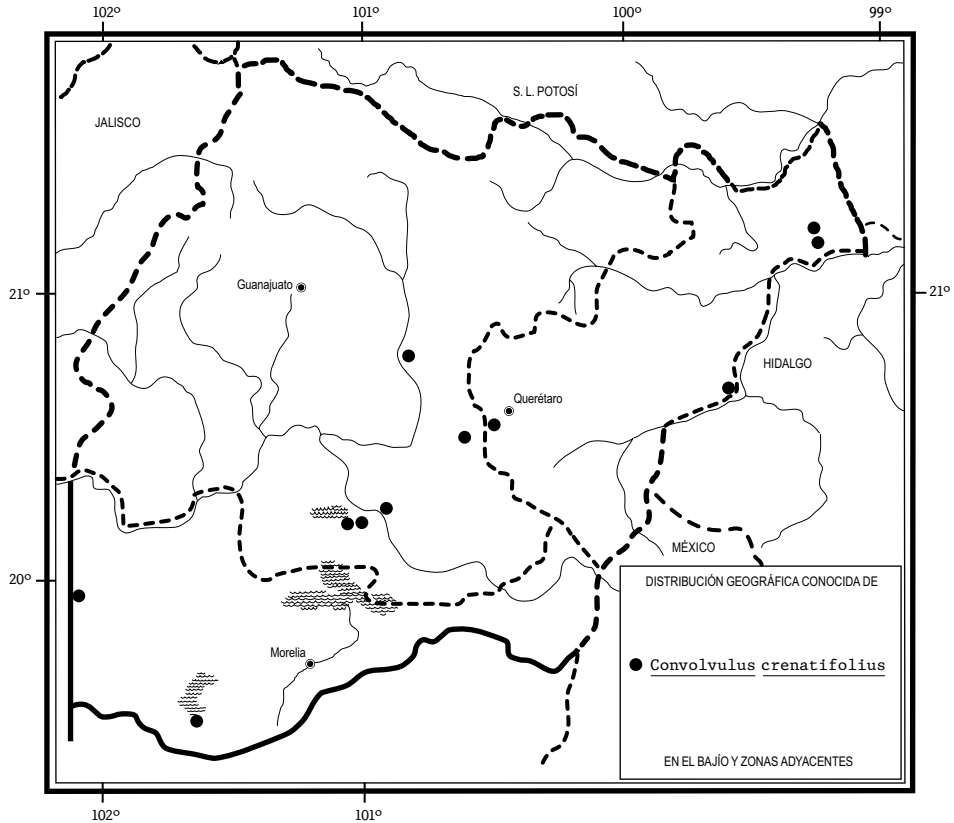 102º 101º 100º 99º
S. L. POTOSÍ
JALISCO
Guanajuato
21º 21º
HIDALGO
Querétaro
MÉXICO
20º
DISTRIBUCIÓN GEOGRÁFICA CONOCIDA DE
Morelia
Convolvulus crenatifolius
EN EL BAJÍO Y ZONAS ADYACENTES
102º 101º